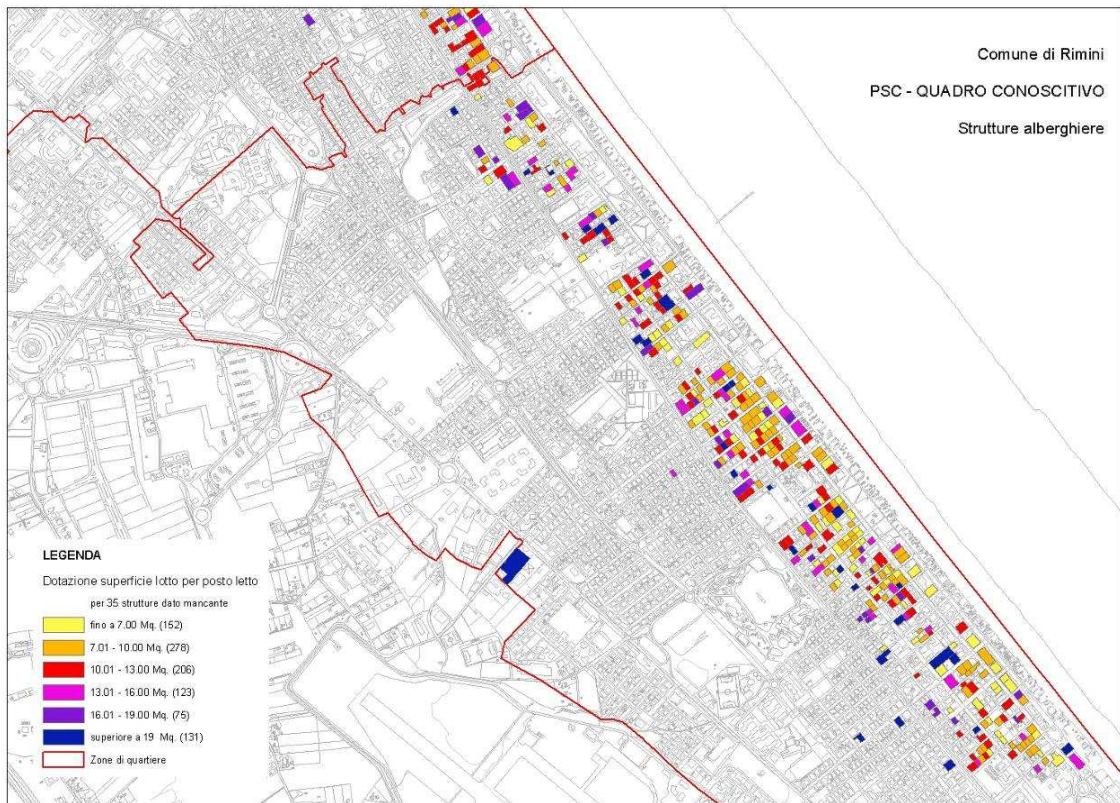 Comune di Rimini
PSC - QUADRO CONOSCITIVO
Strutture alberghiere
LEGENDA
Dotazione superficie lotto per posto letto
per 35 strutture dato mancante
fino a 7.00 Mq. (152)
7.01 - 10.00 Mq. (278)
10.01 - 13.00 Mq. (206)
13.01 - 16.00 Mq. (123)
16.01 - 19.00 Mq. (75)
superiore a 19 Mq. (131)
Zone di quartiere